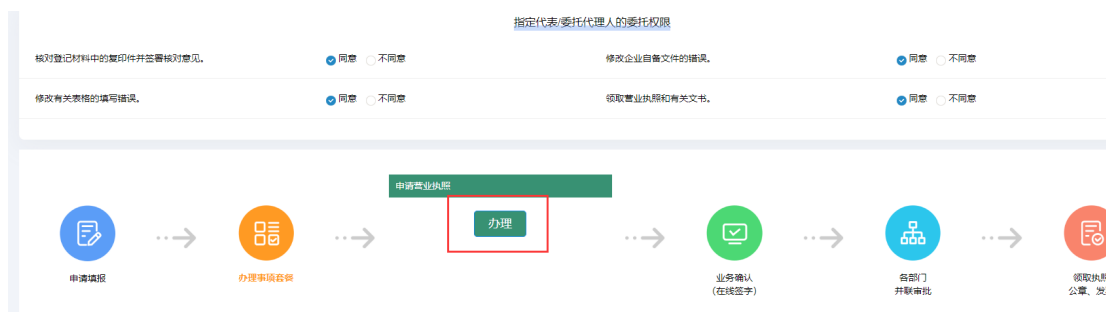 指定代表/委托代理人的委托权限
核对登记材料中的复印件并签署核对意见。 同意 不同意 修改企业自备文件的错误。 同意 不同意
修改有关表格的填写错误。 同意 不同意 领取营业执照和有关文书。 同意 不同意
申请营业执照
办理
申请填报 办理事项套餐 业务确认 各部门 领取执照
(在线签字) 并联审批 公章、发